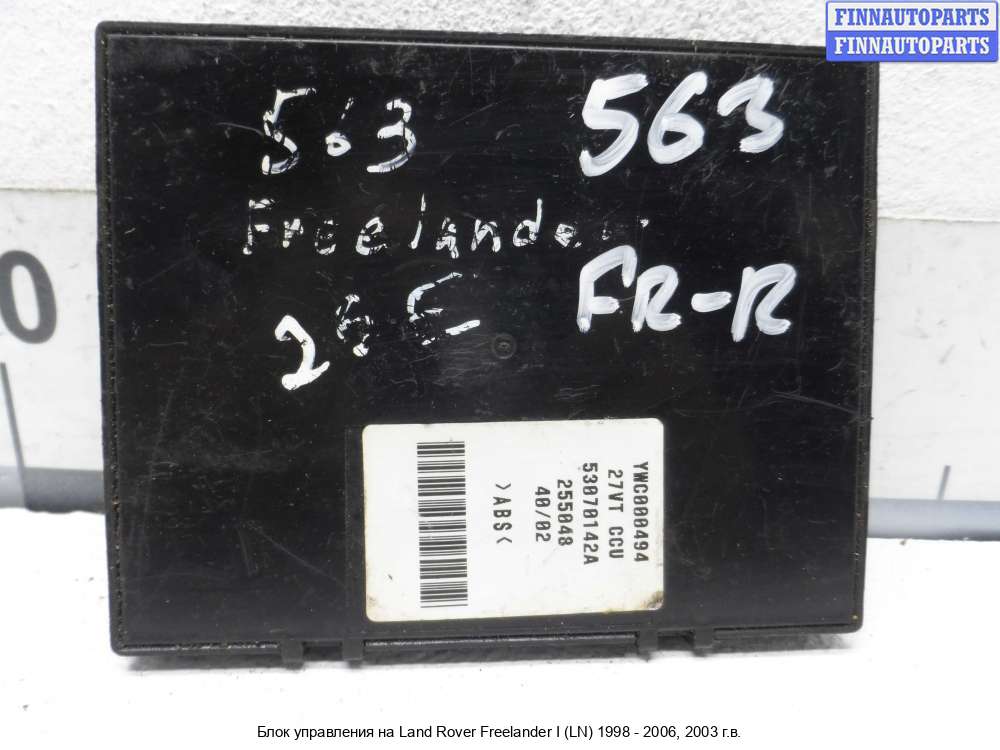 FINNAUTOPARTS
FINNAUTOPARTS
563
Freelander
563
FR-R
YWC000494
27VT CCU
53070142A
255048
40/02
>ABS<
Блок управления на Land Rover Freelander I (LN) 1998 - 2006, 2003 г.в.